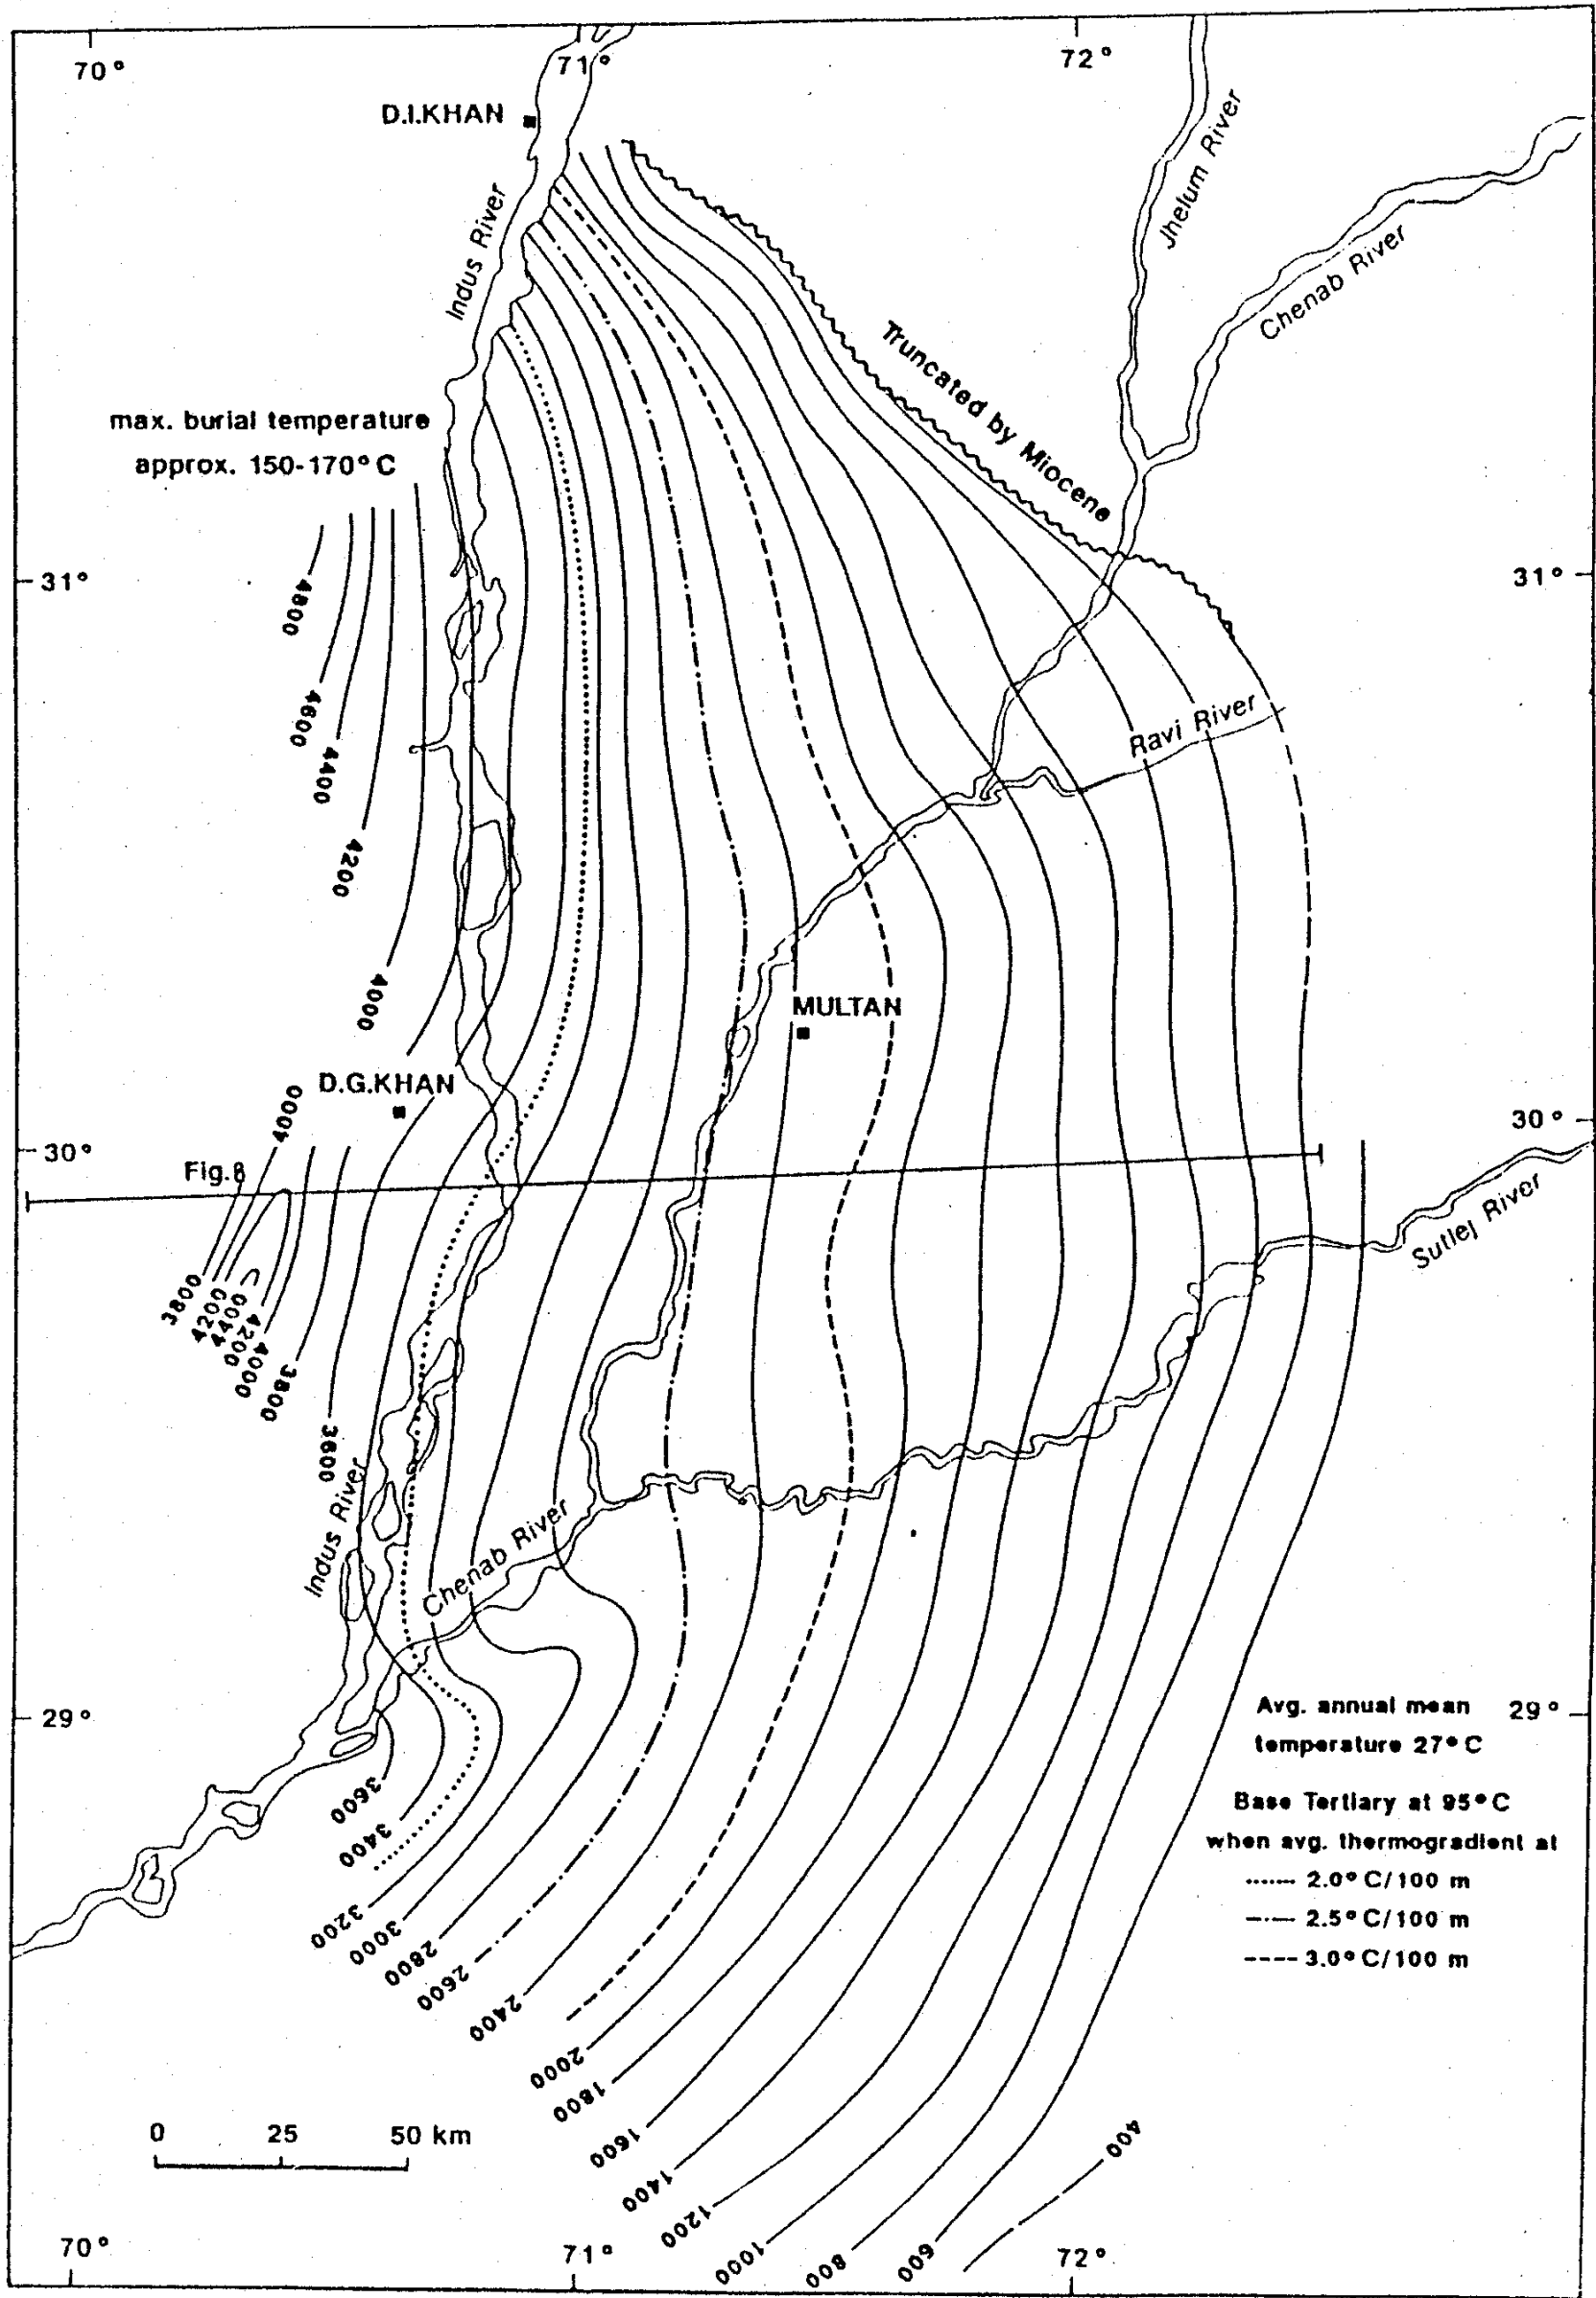 70°
71°
72°
D.I.KHAN
Indus River
Jhelum River
Chenab River
Truncated by Miocene
max. burial temperature
approx. 150-170°C
31°
31°
4800
4600
4400
4200
4000
Ravi River
MULTAN
D.G.KHAN
4000
30°
30°
Fig.8
Sutlej River
3800
4200
4400
4200
4000
3800
3600
Indus River
Chenab River
29°
29°
Avg. annual mean
temperature 27°C
Base Tertiary at 95°C
when avg. thermogradient at
2.0°C/100 m
2.5°C/100 m
3.0°C/100 m
3600
3400
3200
3000
2800
2600
2400
2000
1800
1600
1400
1200
1000
800
600
400
0 25 50 km
70°
71°
72°